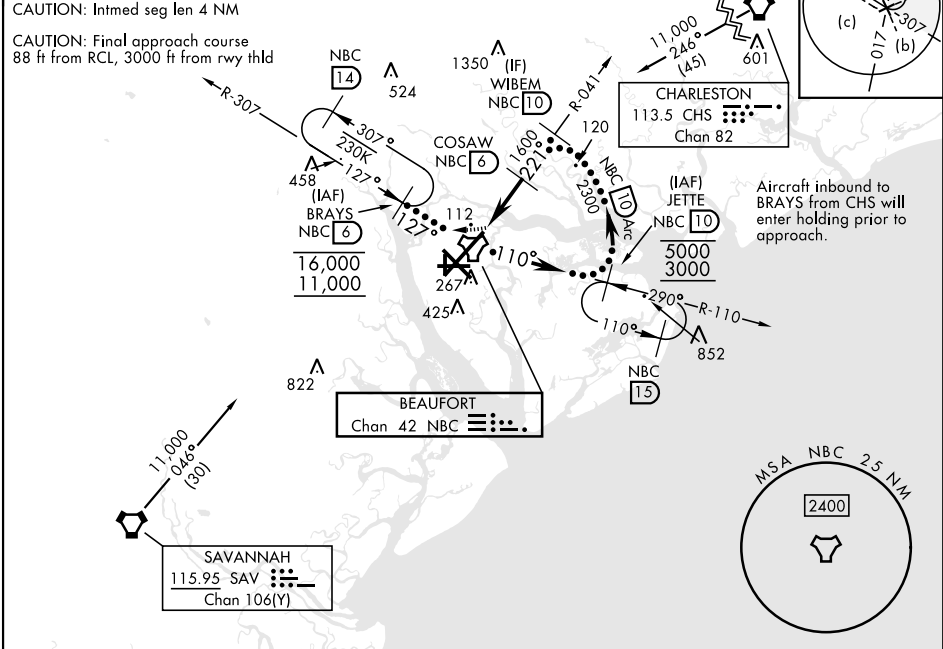 CAUTION: Intmed seg len 4 NM
CAUTION: Final approach course
88 ft from RCL, 3000 ft from rwy thld
11,000
246°
(45)
601
(c)
(b)
307
017
NBC
14
524
1350
(IF)
WIBEM
NBC 10
R-041
CHARLESTON
113.5 CHS
Chan 82
R-307
307°
230K
127°
458
(IAF)
BRAYS
NBC 6
16,000
11,000
127°
112
COSAW
NBC 6
1600
221°
120
2300
NBC 10 Arc
(IAF)
JETTE
NBC 10
5000
3000
Aircraft inbound to
BRAYS from CHS will
enter holding prior to
approach.
110°
267
425
290°
R-110
110°
852
NBC
15
822
BEAUFORT
Chan 42 NBC
11,000
046°
(30)
SAVANNAH
115.95 SAV
Chan 106(Y)
MSA NBC 25 NM
2400